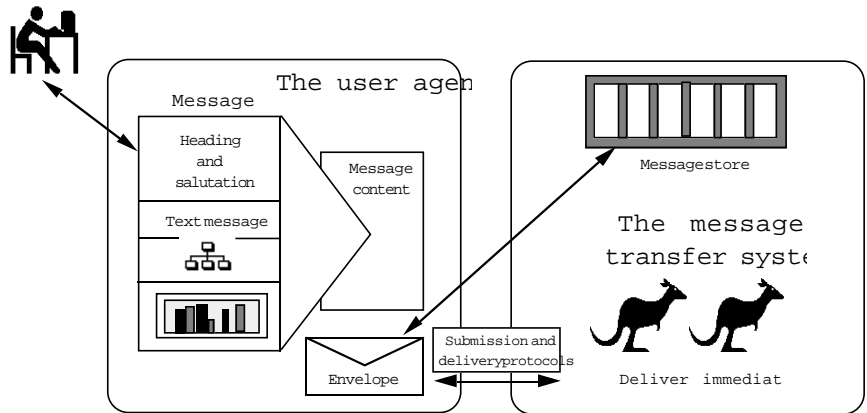 The user agen
Message
Heading
and
salutation
Message
content
Text message
Envelope
Submission and
deliveryprotocols
Messagestore
The message
transfer syste
Deliver immediat